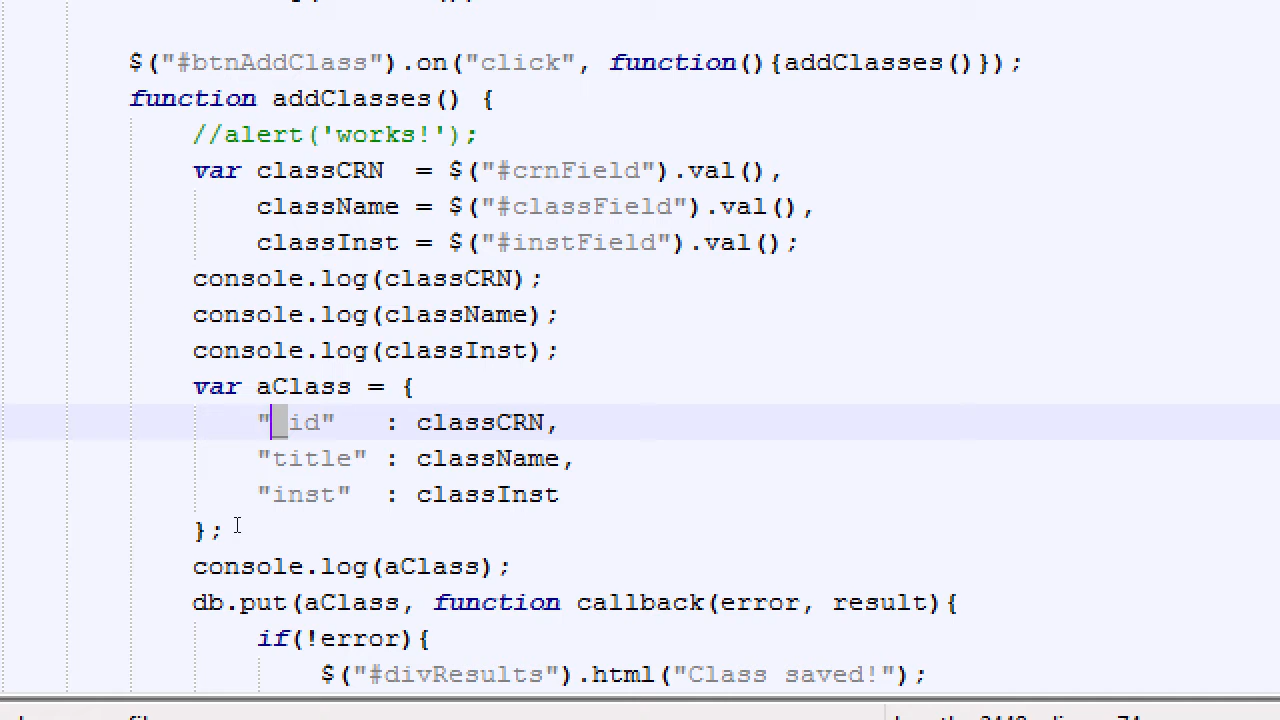 $("#btnAddClass").on("click", function(){addClasses()});
function addClasses() {
//alert('works!');
var classCRN  = $("#crnField").val(),
className = $("#classField").val(),
classInst = $("#instField").val();
console.log(classCRN);
console.log(className);
console.log(classInst);
var aClass = {
"_id"   : classCRN,
"title" : className,
"inst"  : classInst
};
console.log(aClass);
db.put(aClass, function callback(error, result){
if(!error){
$("#divResults").html("Class saved!");